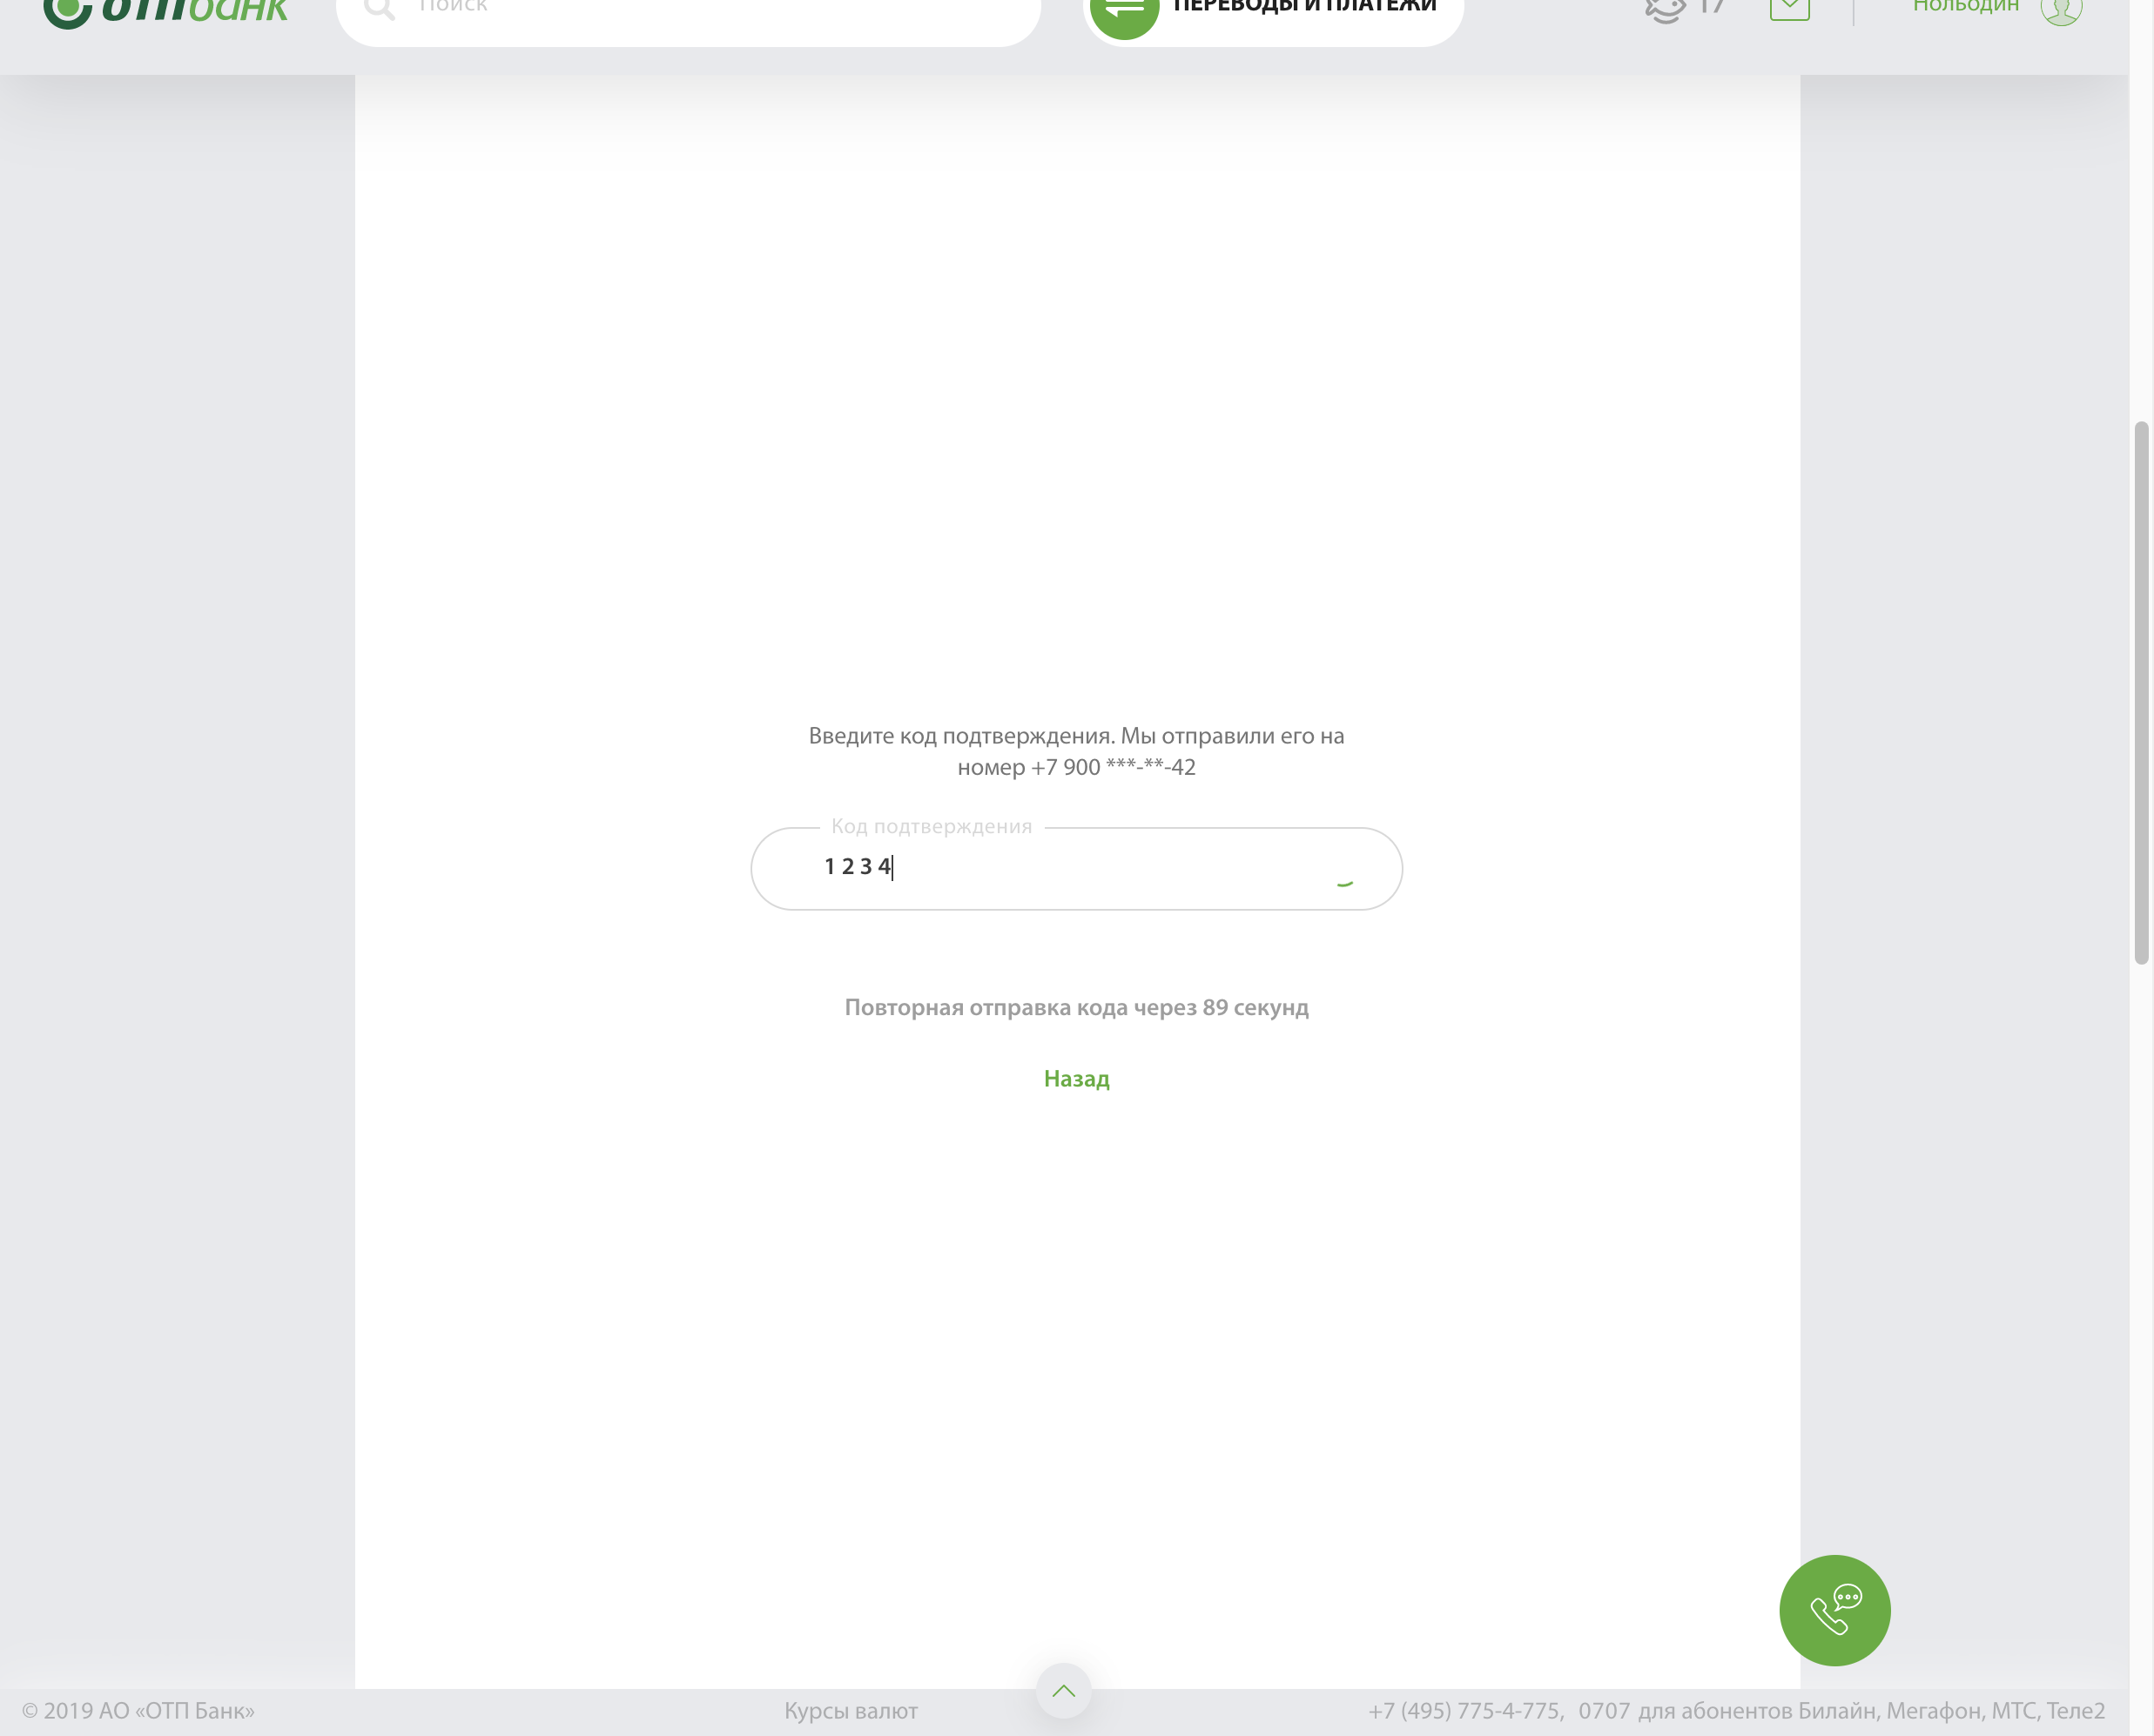 отпбанк
Поиск
ПЕРЕВОДЫ И ПЛАТЕЖИ
17
Нольодин
Введите код подтверждения. Мы отправили его на
номер +7 900 ***-**-42
Код подтверждения
1 2 3 4
Повторная отправка кода через 89 секунд
Назад
© 2019 АО «ОТП Банк»
Курсы валют
+7 (495) 775-4-775, 0707 для абонентов Билайн, Мегафон, МТС, Теле2